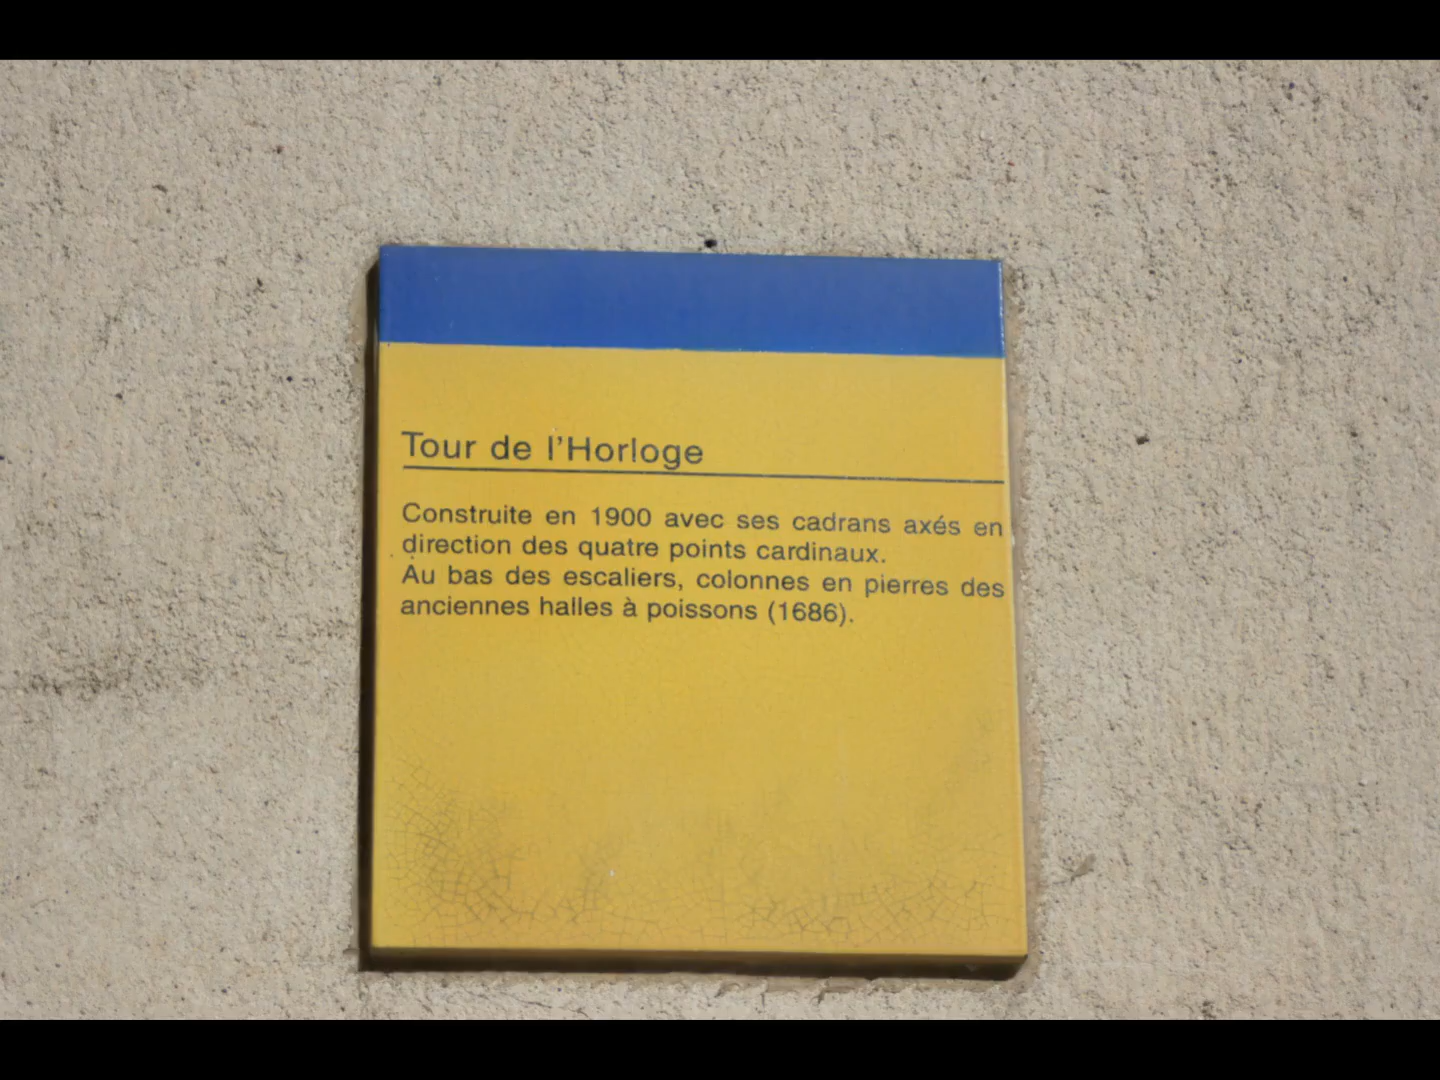 Tour de l'Horloge
Construite en 1900 avec ses cadrans axés en
direction des quatre points cardinaux.
Au bas des escaliers, colonnes en pierres des
anciennes halles à poissons (1686).